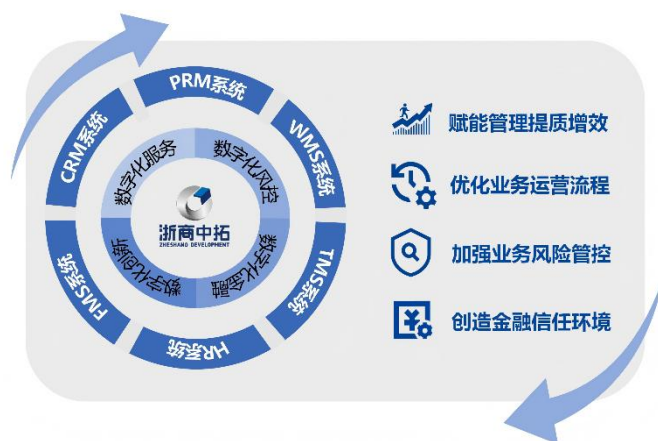 PRM系统
WMS系统
TMS系统
HR系统
FMS系统
CRM系统
数字化服务
数字化风控
数字化金融
数字化创新
浙商中拓
ZHESHANG DEVELOPMENT
赋能管理提质增效
优化业务运营流程
加强业务风险管控
创造金融信任环境